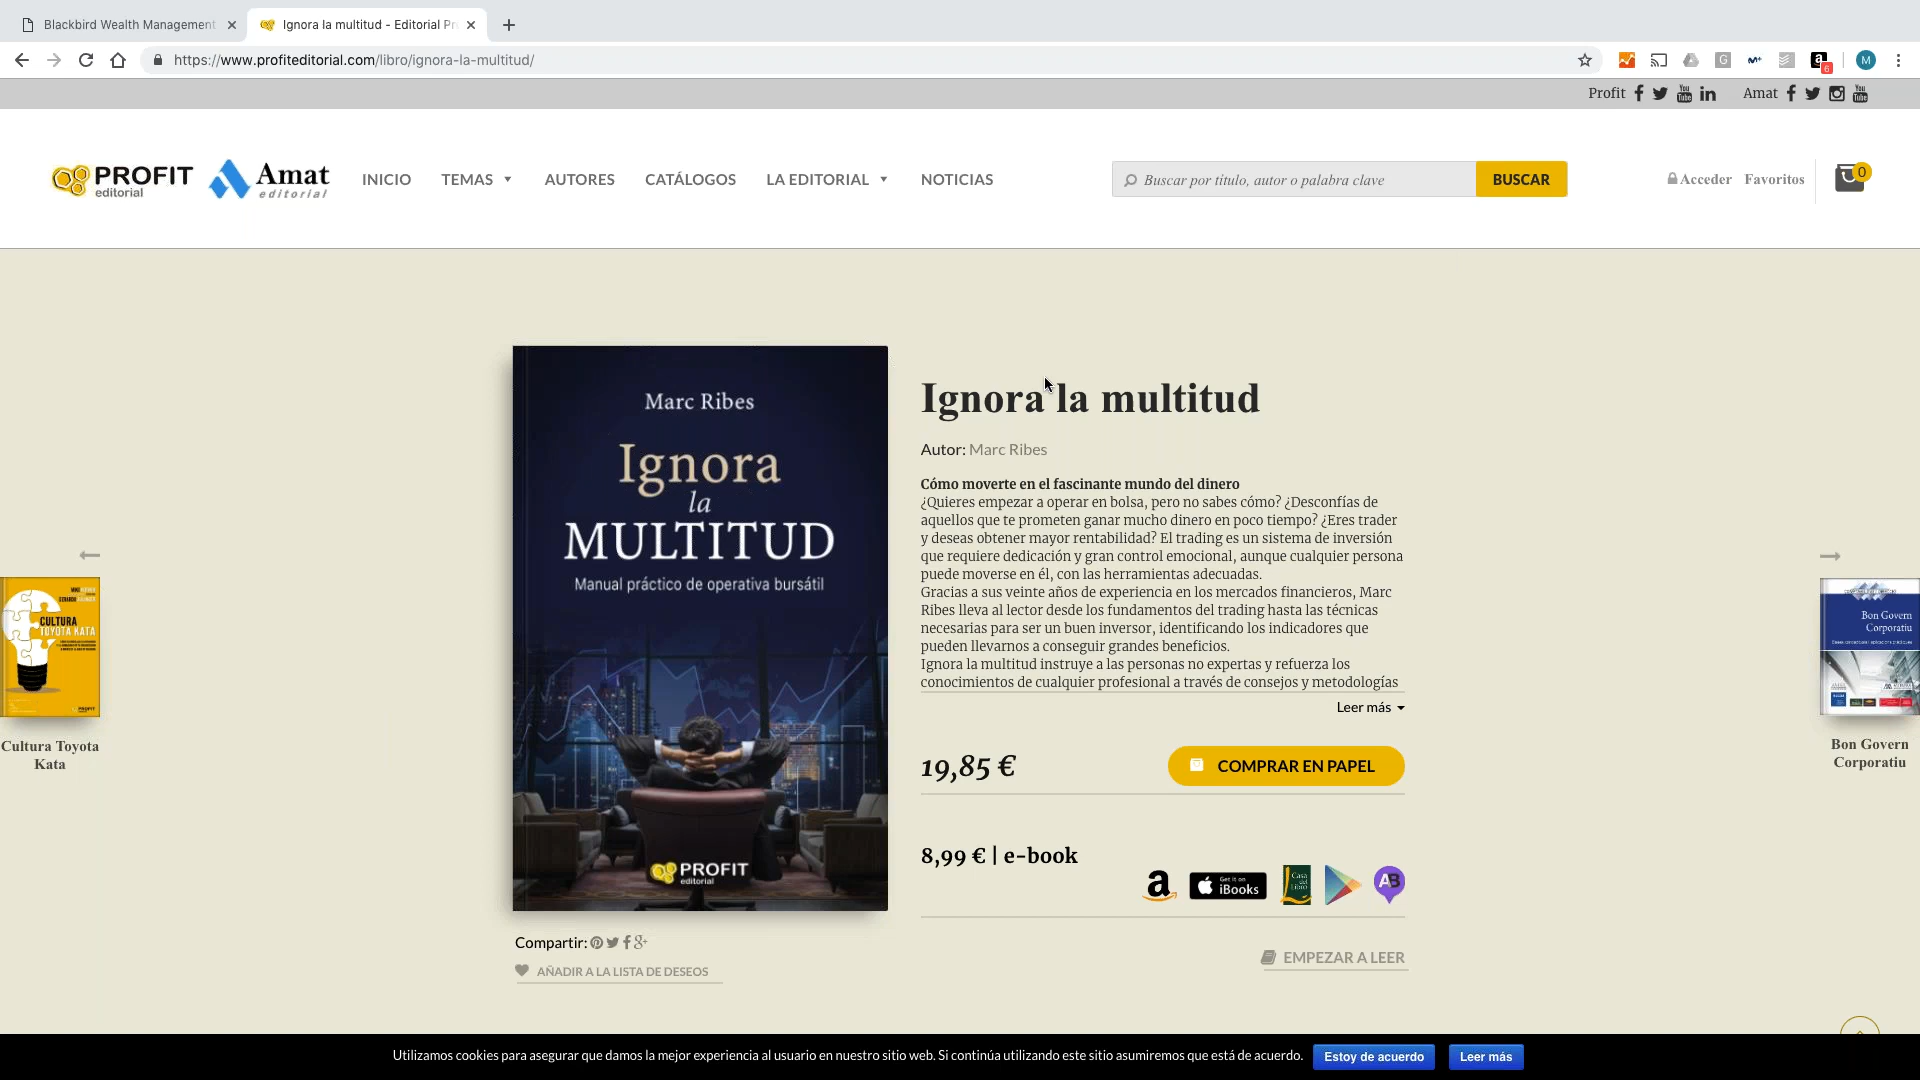 Blackbird Wealth Management
Ignora la multitud - Editorial Pr
https://www.profiteditorial.com/libro/ignora-la-multitud/
6
M
Profit
Amat
PROFIT
editorial
Amat
editorial
INICIO
TEMAS
AUTORES
CATÁLOGOS
LA EDITORIAL
NOTICIAS
Buscar por título, autor o palabra clave
BUSCAR
Acceder
Favoritos
0
Marc Ribes
Ignora
la
MULTITUD
Manual práctico de operativa bursátil
PROFIT
editorial
Ignora la multitud
Autor: Marc Ribes
Cómo moverte en el fascinante mundo del dinero
¿Quieres empezar a operar en bolsa, pero no sabes cómo? ¿Desconfías de
aquellos que te prometen ganar mucho dinero en poco tiempo? ¿Eres trader
y deseas obtener mayor rentabilidad? El trading es un sistema de inversión
que requiere dedicación y gran control emocional, aunque cualquier persona
puede moverse en él, con las herramientas adecuadas.
Gracias a sus veinte años de experiencia en los mercados financieros, Marc
Ribes lleva al lector desde los fundamentos del trading hasta las técnicas
necesarias para ser un buen inversor, identificando los indicadores que
pueden llevarnos a conseguir grandes beneficios.
Ignora la multitud instruye a las personas no expertas y refuerza los
conocimientos de cualquier profesional a través de consejos y metodologías
Leer más
19,85 €
COMPRAR EN PAPEL
8,99 € | e-book
a
Get it on
iBooks
Casa
del
Libro
AB
EMPEZAR A LEER
Compartir:
AÑADIR A LA LISTA DE DESEOS
CULTURA
TOYOTA KATA
PROFIT
Cultura Toyota
Kata
Bon Govern
Corporatiu
Bon Govern
Corporatiu
Utilizamos cookies para asegurar que damos la mejor experiencia al usuario en nuestro sitio web. Si continúa utilizando este sitio asumiremos que está de acuerdo.
Estoy de acuerdo
Leer más